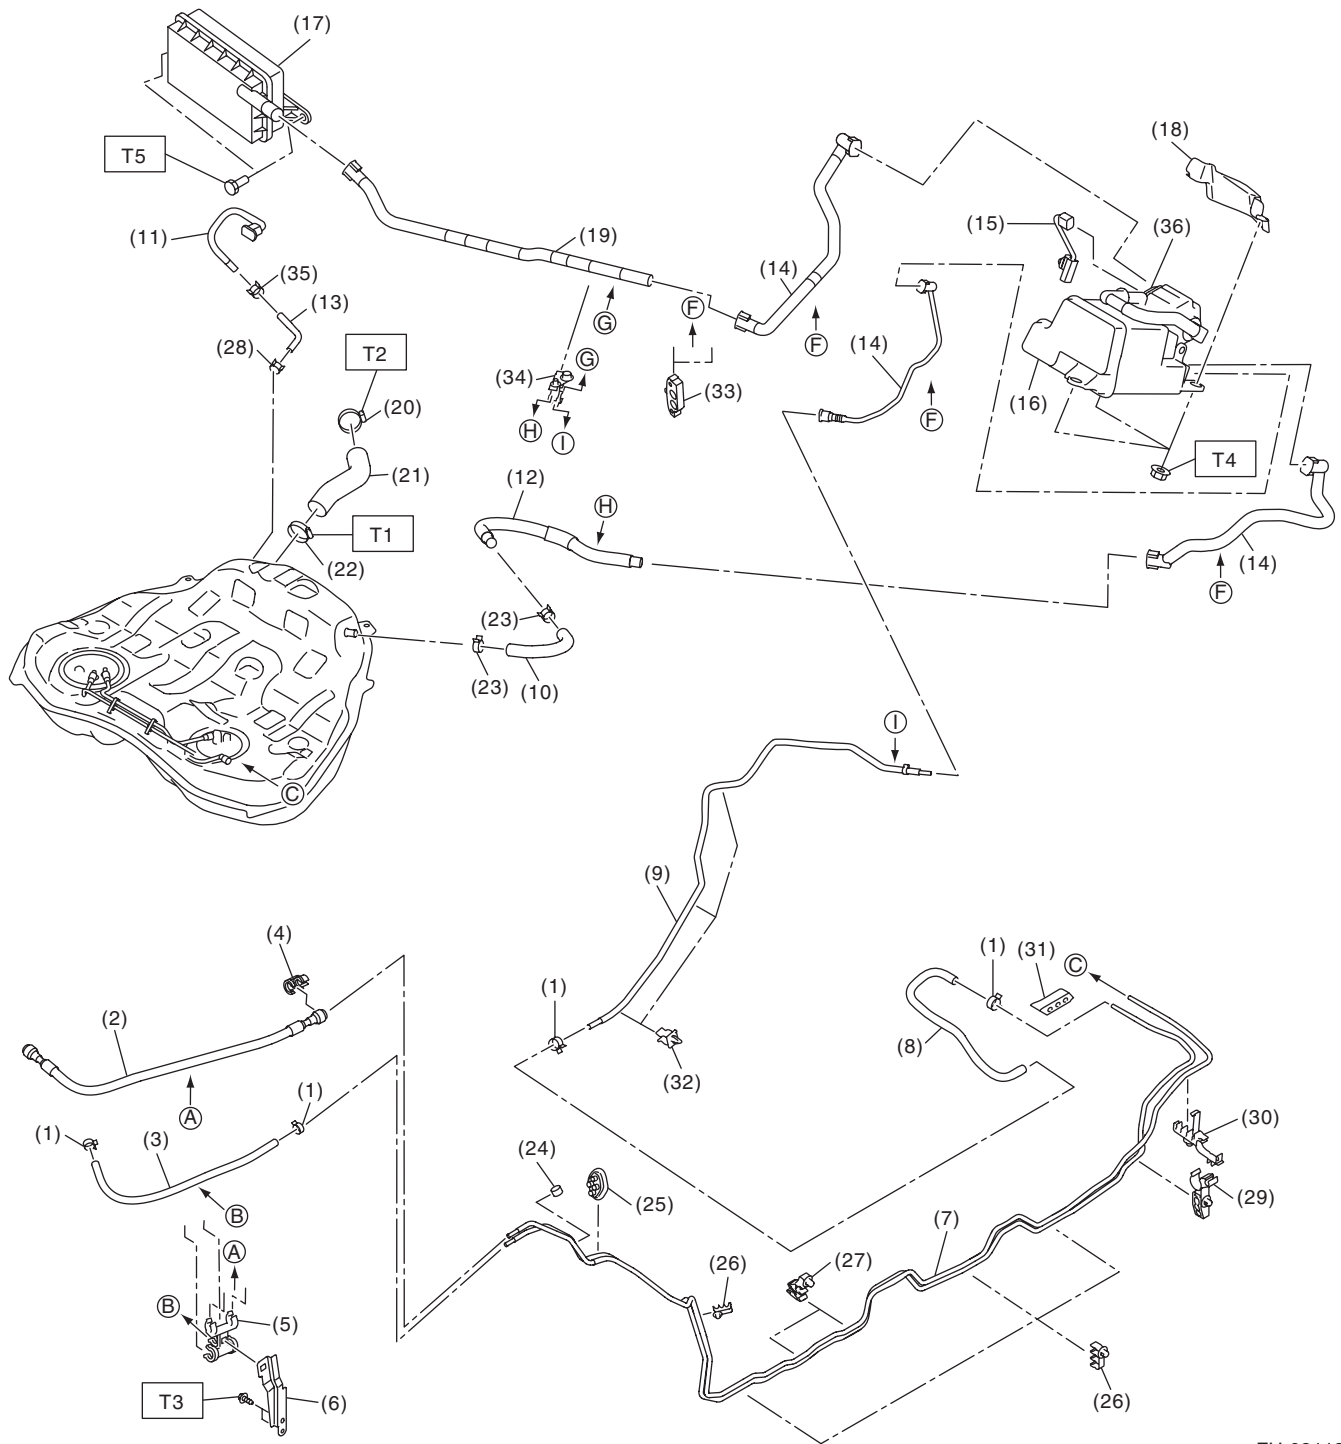 (17)
(18)
T5
(15)
(36)
(11)
(19)
(35)
(14)
(13)
F
G
F
(28)
T2
(14)
G
(34)
(33)
(16)
(20)
F
H
I
T4
(21)
(12)
H
T1
(22)
(14)
F
(23)
(23)
(10)
I
C
(9)
(4)
(1)
(31)
C
(1)
(2)
(8)
(32)
A
(1)
(1)
(3)
(30)
(24)
(25)
(29)
B
(7)
A
(26)
(27)
B
(5)
T3
(6)
(26)